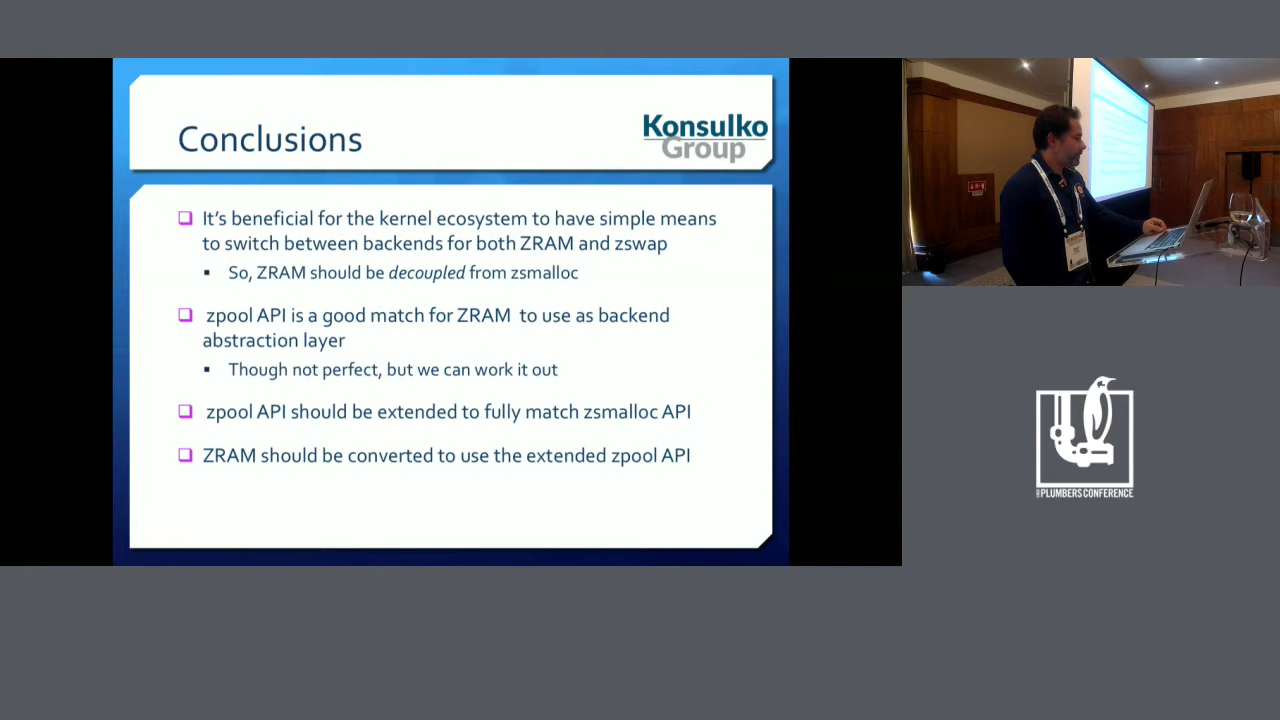 Conclusions
Konsulko
Group
It's beneficial for the kernel ecosystem to have simple means
to switch between backends for both ZRAM and zswap
So, ZRAM should be decoupled from zsmalloc
zpool API is a good match for ZRAM to use as backend
abstraction layer
Though not perfect, but we can work it out
zpool API should be extended to fully match zsmalloc API
ZRAM should be converted to use the extended zpool API
PLUMBERS CONFERENCE